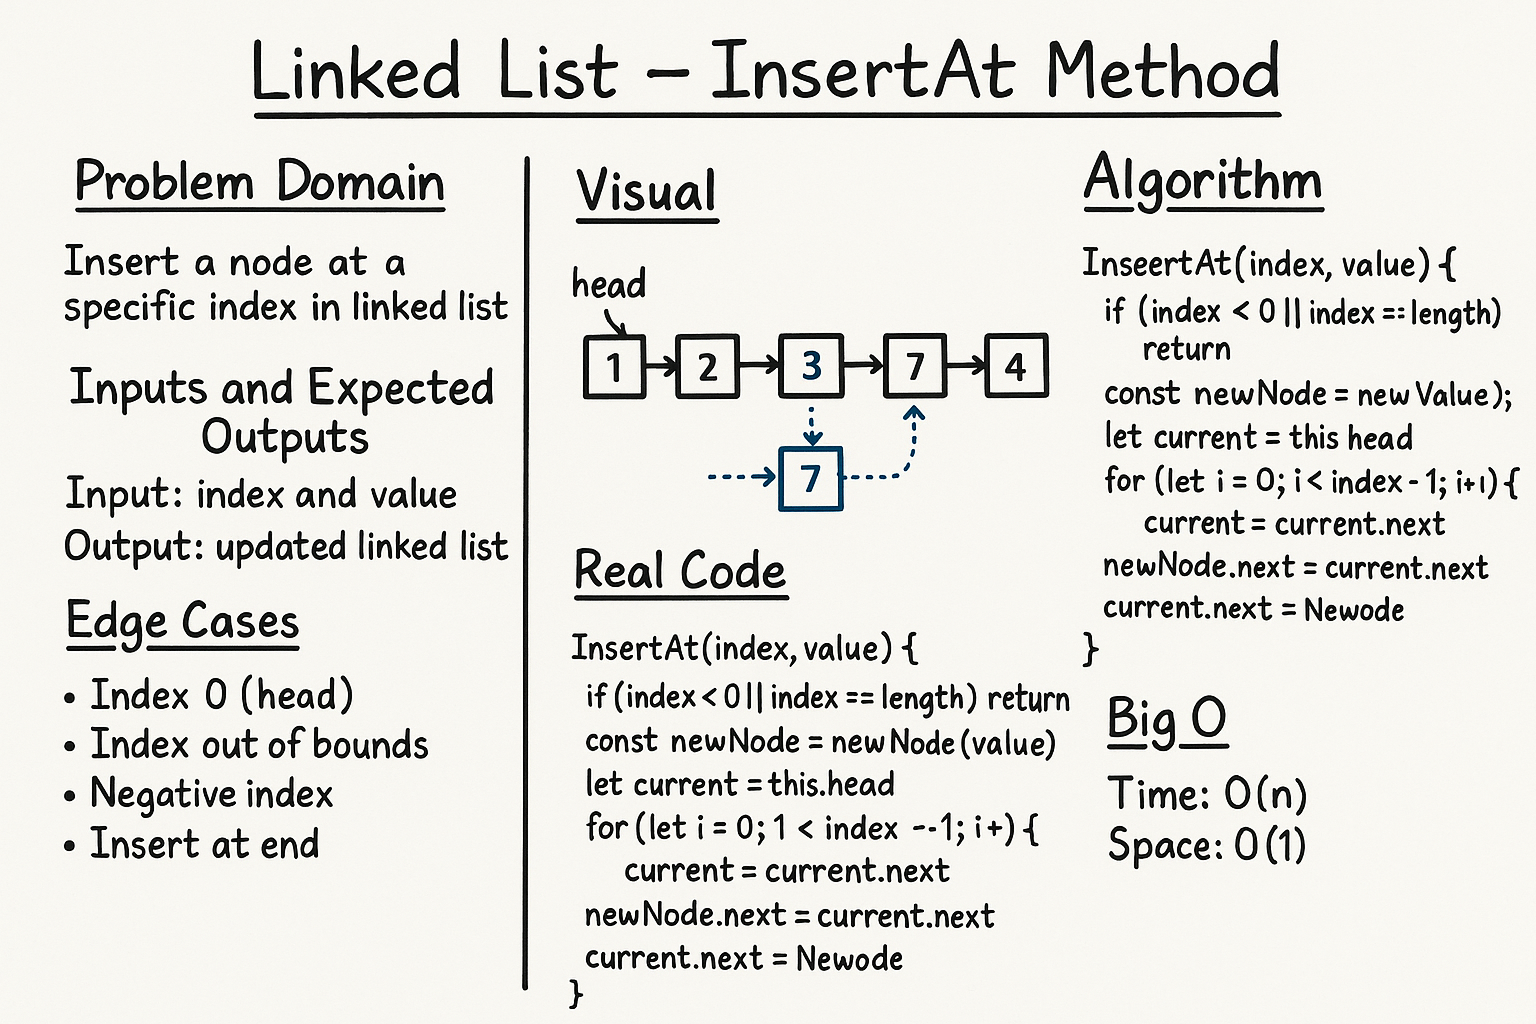 Linked List – InsertAt Method
Problem Domain
Insert a node at a
specific index in linked list
Inputs and Expected
Outputs
Input: index and value
Output: updated linked list
Edge Cases
• Index 0 (head)
• Index out of bounds
• Negative index
• Insert at end
Visual
head
1 2 3 7 4
7
Real Code
InsertAt(index, value) {
if (index < 0 || index == length) return
const newNode = new Node(value)
let current = this.head
for (let i = 0; 1 < index --1; i+) {
current = current.next
newNode.next = current.next
current.next = Newode
}
Algorithm
InseertAt(index, value) {
if (index < 0 || index == length)
return
const newNode = new Value);
let current = this head
for (let i = 0; i < index - 1; i+1) {
current = current.next
newNode.next = current.next
current.next = Newode
}
Big O
Time: O(n)
Space: O(1)